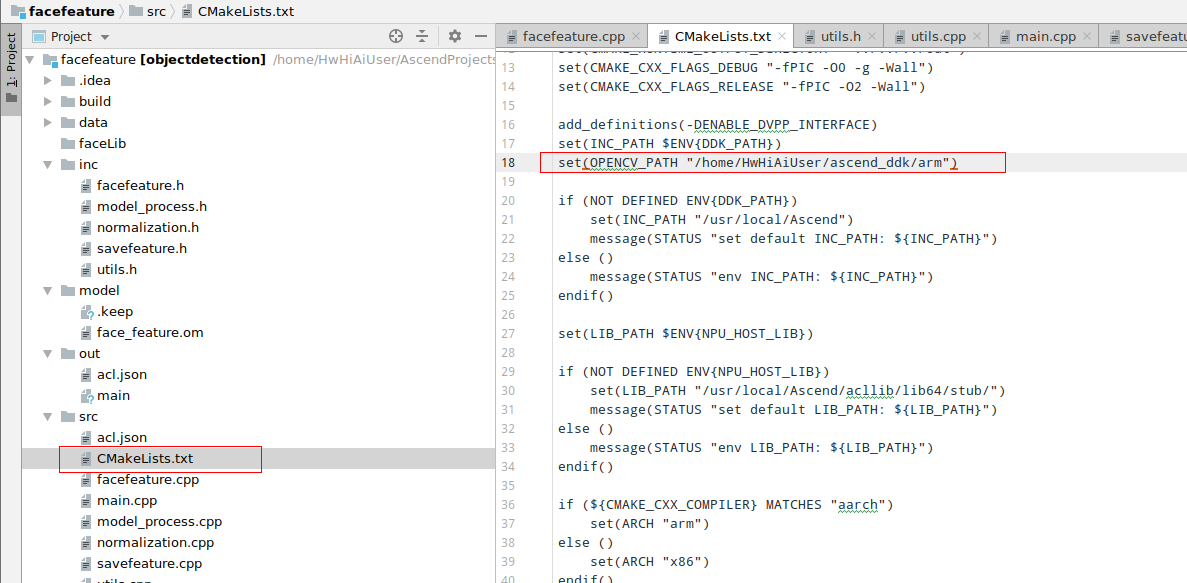 facefeature src CMakeLists.txt
1: Project
Project
facefeature [objectdetection] /home/HwHiAiUser/AscendProjects
.idea
build
data
faceLib
inc
facefeature.h
model_process.h
normalization.h
savefeature.h
utils.h
model
.keep
face_feature.om
out
acl.json
main
src
acl.json
CMakeLists.txt
facefeature.cpp
main.cpp
model_process.cpp
normalization.cpp
savefeature.cpp
utils.cpp
facefeature.cpp CMakeLists.txt utils.h utils.cpp main.cpp savefeatu
13 set(CMAKE_CXX_FLAGS_DEBUG "-fPIC -O0 -g -Wall")
14 set(CMAKE_CXX_FLAGS_RELEASE "-fPIC -O2 -Wall")
15
16 add_definitions(-DENABLE_DVPP_INTERFACE)
17 set(INC_PATH $ENV{DDK_PATH})
18 set(OPENCV_PATH "/home/HwHiAiUser/ascend_ddk/arm")
19
20 if (NOT DEFINED ENV{DDK_PATH})
21 set(INC_PATH "/usr/local/Ascend")
22 message(STATUS "set default INC_PATH: ${INC_PATH}")
23 else ()
24 message(STATUS "env INC_PATH: ${INC_PATH}")
25 endif()
26
27 set(LIB_PATH $ENV{NPU_HOST_LIB})
28
29 if (NOT DEFINED ENV{NPU_HOST_LIB})
30 set(LIB_PATH "/usr/local/Ascend/acllib/lib64/stub/")
31 message(STATUS "set default LIB_PATH: ${LIB_PATH}")
32 else ()
33 message(STATUS "env LIB_PATH: ${LIB_PATH}")
34 endif()
35
36 if (${CMAKE_CXX_COMPILER} MATCHES "aarch")
37 set(ARCH "arm")
38 else ()
39 set(ARCH "x86")
40 endif()